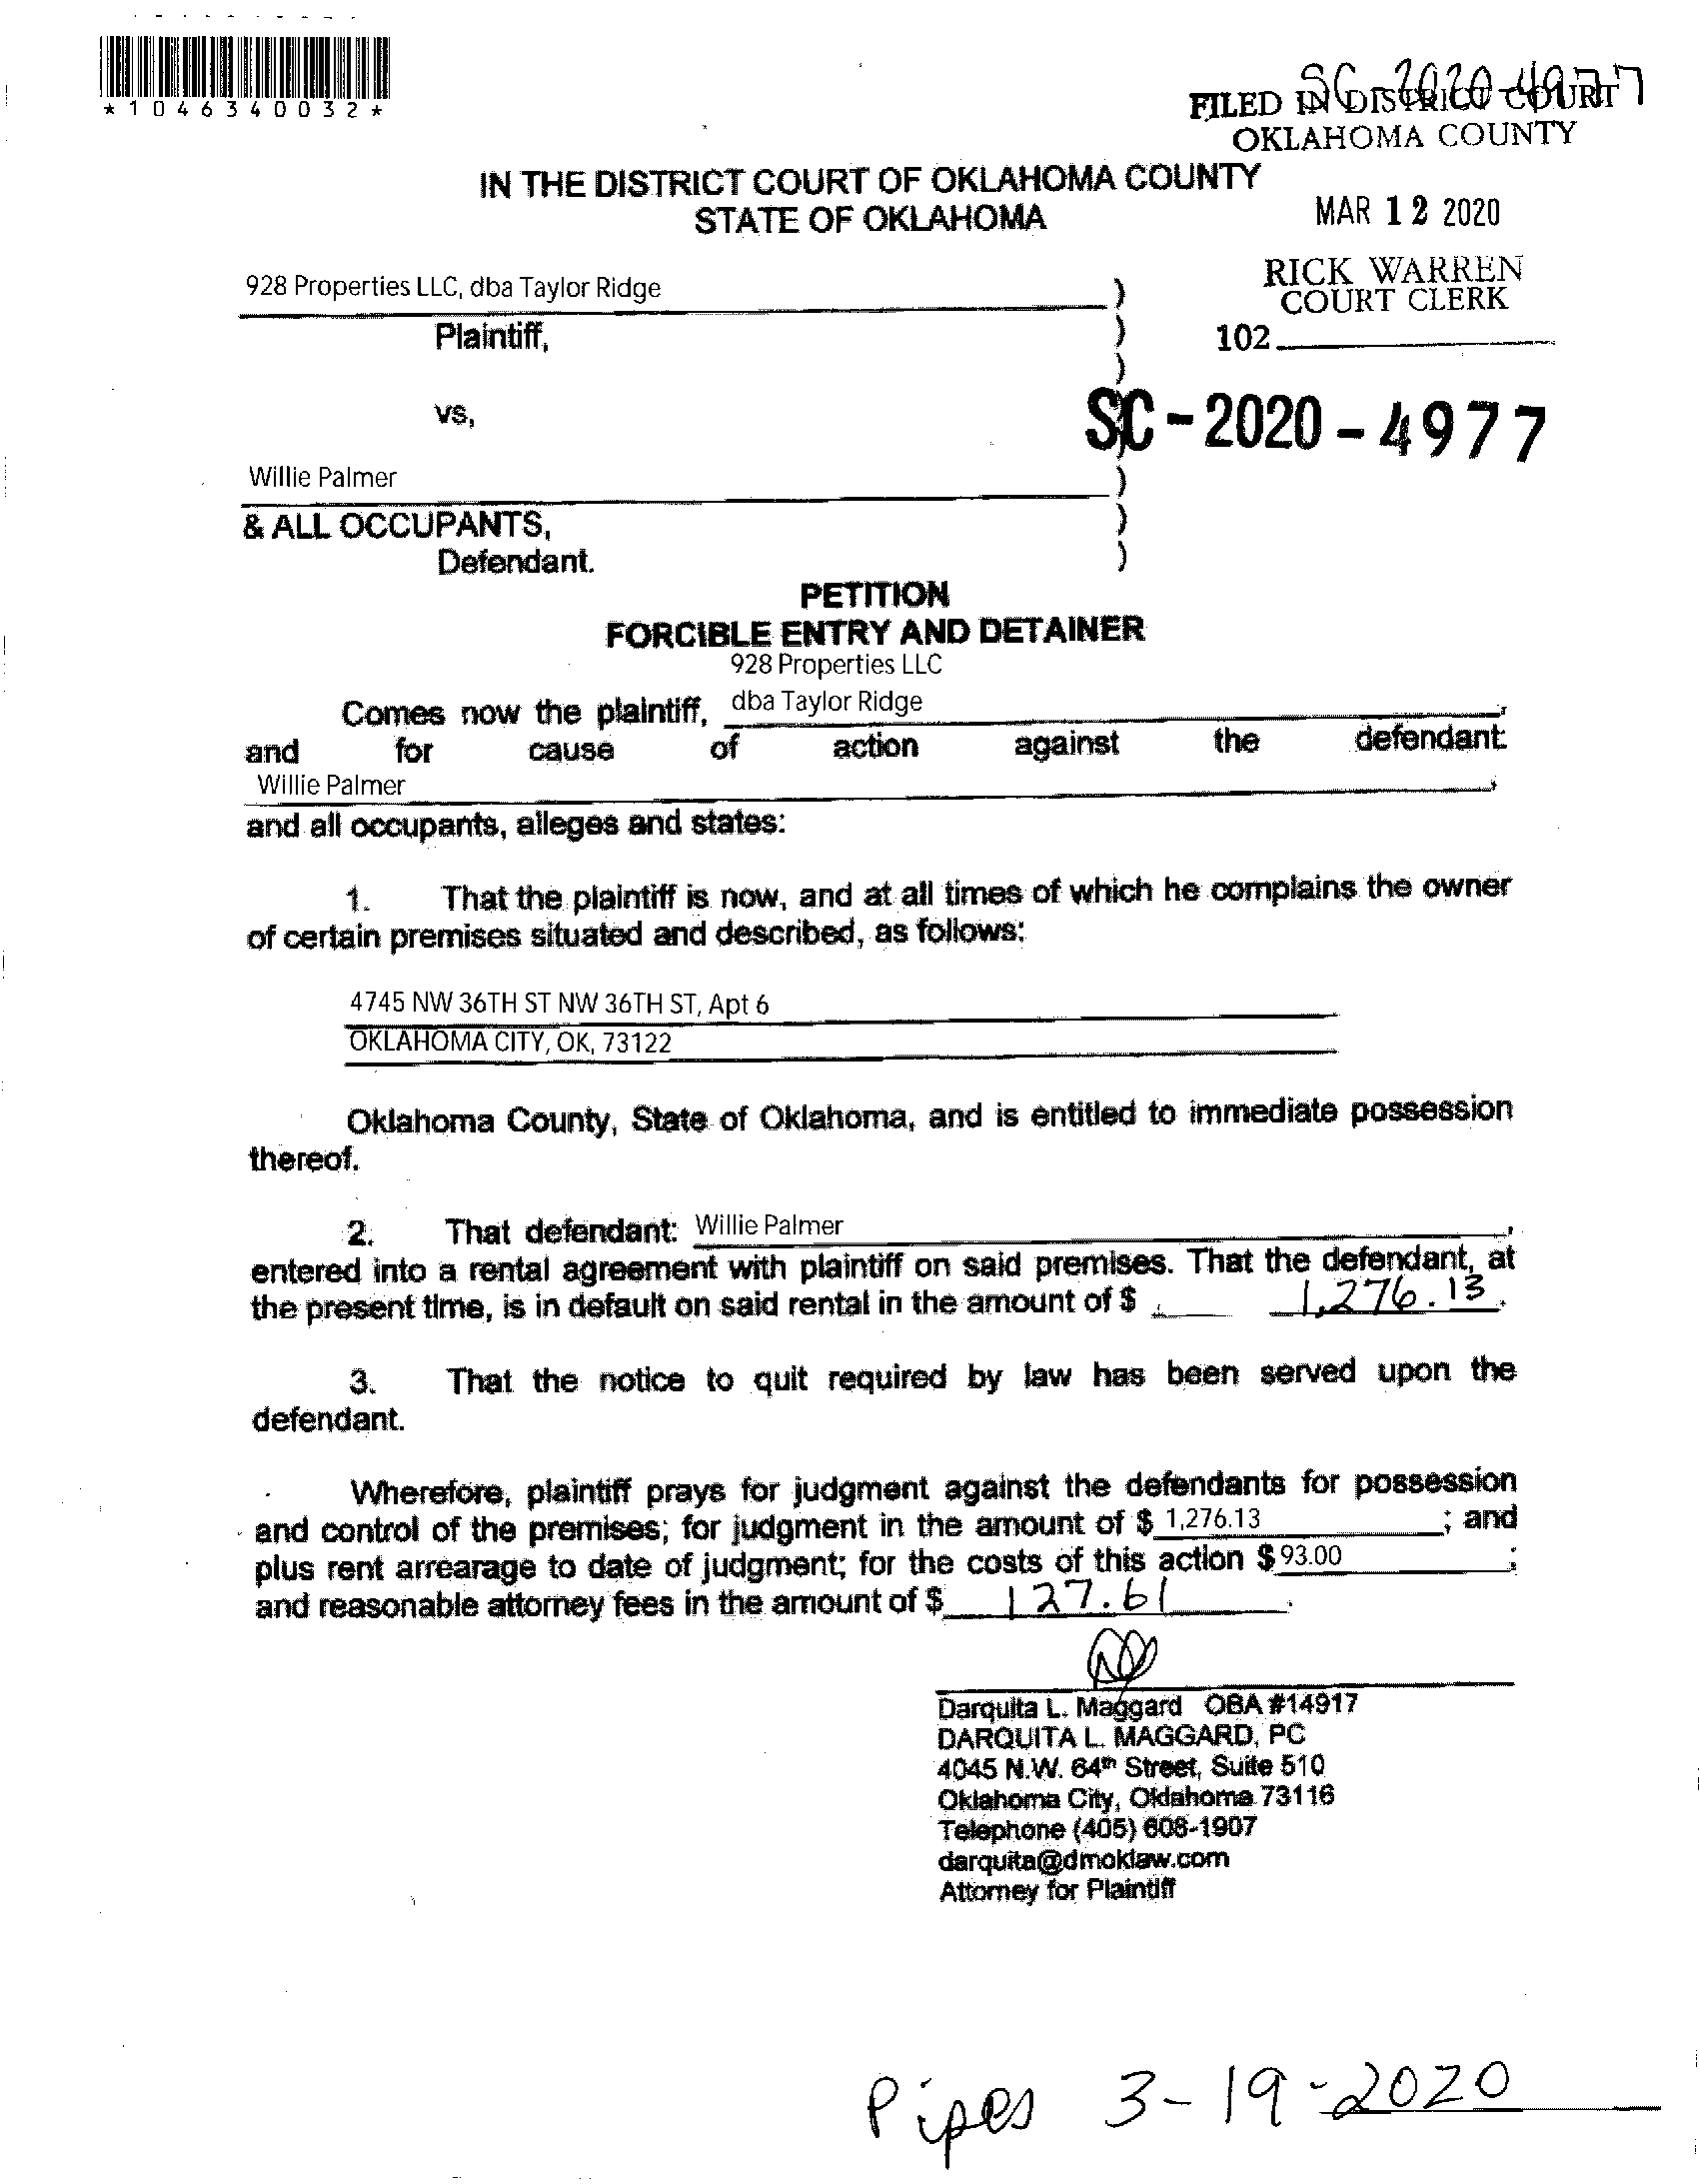 *1046340032*
SC-2020-4977
FILED IN DISTRICT COURT
OKLAHOMA COUNTY
IN THE DISTRICT COURT OF OKLAHOMA COUNTY
STATE OF OKLAHOMA
MAR 12 2020
RICK WARREN
COURT CLERK
102
928 Properties LLC, dba Taylor Ridge )
Plaintiff, )
)
vs, )
SC-2020-4977
Willie Palmer )
& ALL OCCUPANTS, )
Defendant. )
PETITION
FORCIBLE ENTRY AND DETAINER
928 Properties LLC
Comes now the plaintiff, dba Taylor Ridge,
and for cause of action against the defendant:
Willie Palmer,
and all occupants, alleges and states:
1. That the plaintiff is now, and at all times of which he complains the owner
of certain premises situated and described, as follows:
4745 NW 36TH ST NW 36TH ST, Apt 6
OKLAHOMA CITY, OK, 73122
Oklahoma County, State of Oklahoma, and is entitled to immediate possession
thereof.
2. That defendant: Willie Palmer,
entered into a rental agreement with plaintiff on said premises. That the defendant, at
the present time, is in default on said rental in the amount of $ 1,276.13.
3. That the notice to quit required by law has been served upon the
defendant.
Wherefore, plaintiff prays for judgment against the defendants for possession
and control of the premises; for judgment in the amount of $ 1,276.13; and
plus rent arrearage to date of judgment; for the costs of this action $ 93.00;
and reasonable attorney fees in the amount of $ 127.61.
Darquita L. Maggard OBA #14917
DARQUITA L. MAGGARD, PC
4045 N.W. 64th Street, Suite 510
Oklahoma City, Oklahoma 73116
Telephone (405) 608-1907
darquita@dmoklaw.com
Attorney for Plaintiff
Pipes 3-19-2020